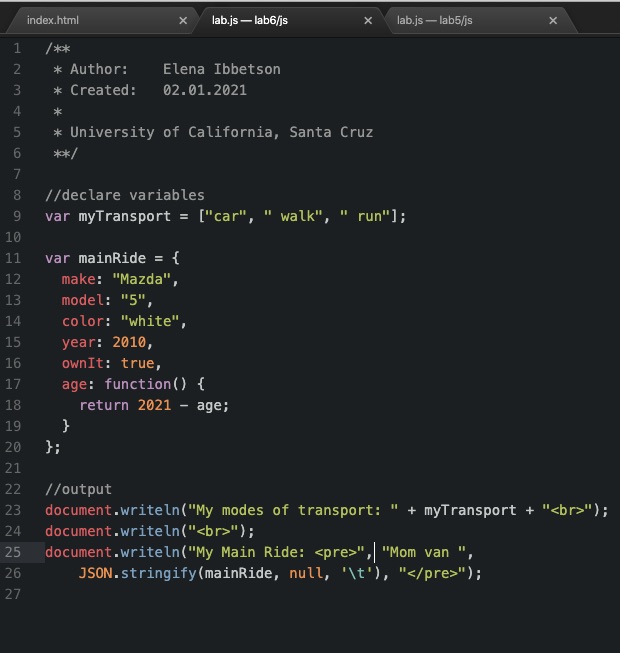 index.html × lab.js — lab6/js × lab.js — lab5/js ×
1 /**
2 * Author: Elena Ibbetson
3 * Created: 02.01.2021
4 *
5 * University of California, Santa Cruz
6 **/
7
8 //declare variables
9 var myTransport = ["car", " walk", " run"];
10
11 var mainRide = {
12 make: "Mazda",
13 model: "5",
14 color: "white",
15 year: 2010,
16 ownIt: true,
17 age: function() {
18 return 2021 - age;
19 }
20 };
21
22 //output
23 document.writeln("My modes of transport: " + myTransport + "<br>");
24 document.writeln("<br>");
25 document.writeln("My Main Ride: <pre>", "Mom van ",
26 JSON.stringify(mainRide, null, '\t'), "</pre>");
27